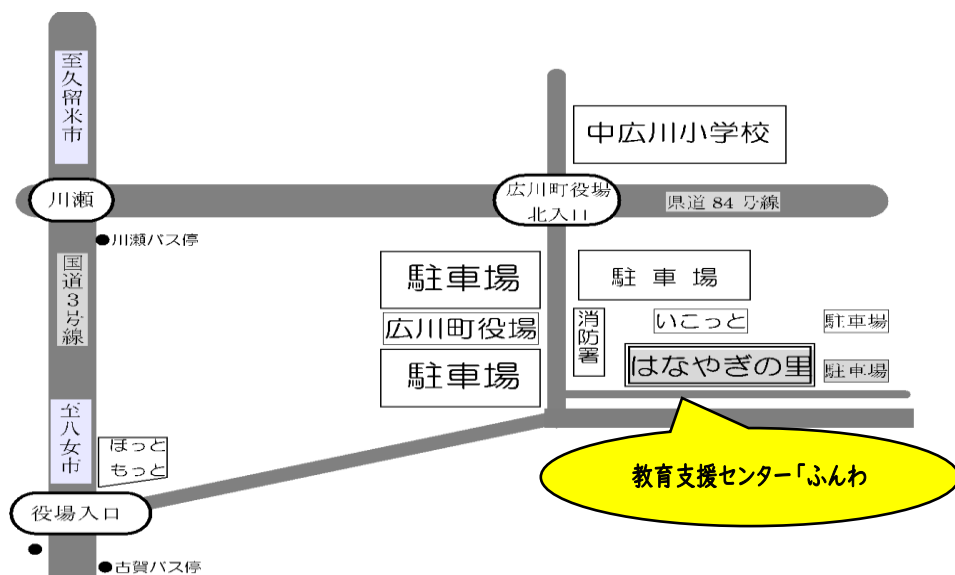 至久留米市
中広川小学校
川瀬
広川町役場
北入口
県道84号線
川瀬バス停
国道3号線
駐車場
駐車場
広川町役場
消防署
いこっと
駐車場
駐車場
はなやぎの里
駐車場
至八女市
ほっと
もっと
教育支援センター「ふんわ
役場入口
古賀バス停